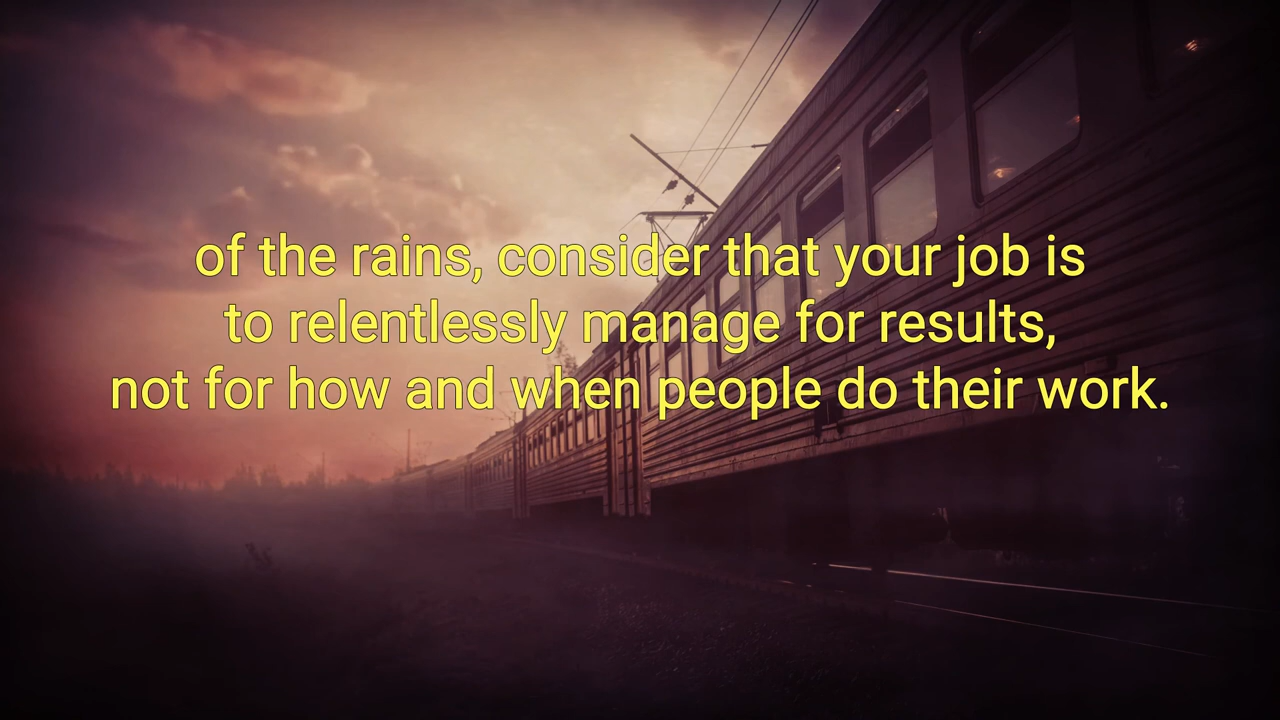 of the rains, consider that your job is
to relentlessly manage for results,
not for how and when people do their work.